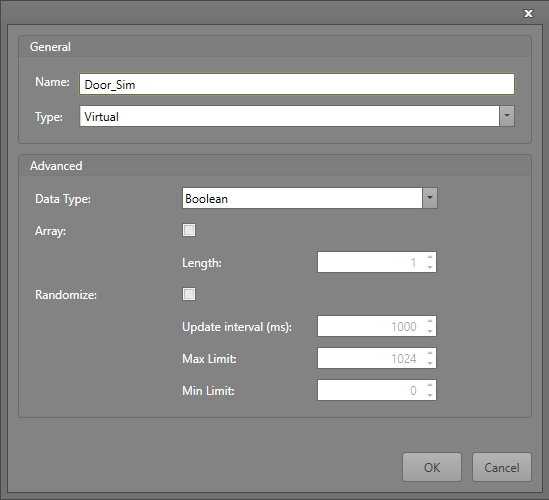 General
Name: Door_Sim
Type: Virtual
Advanced
Data Type: Boolean
Array:
Length: 1
Randomize:
Update interval (ms): 1000
Max Limit: 1024
Min Limit: 0
OK Cancel